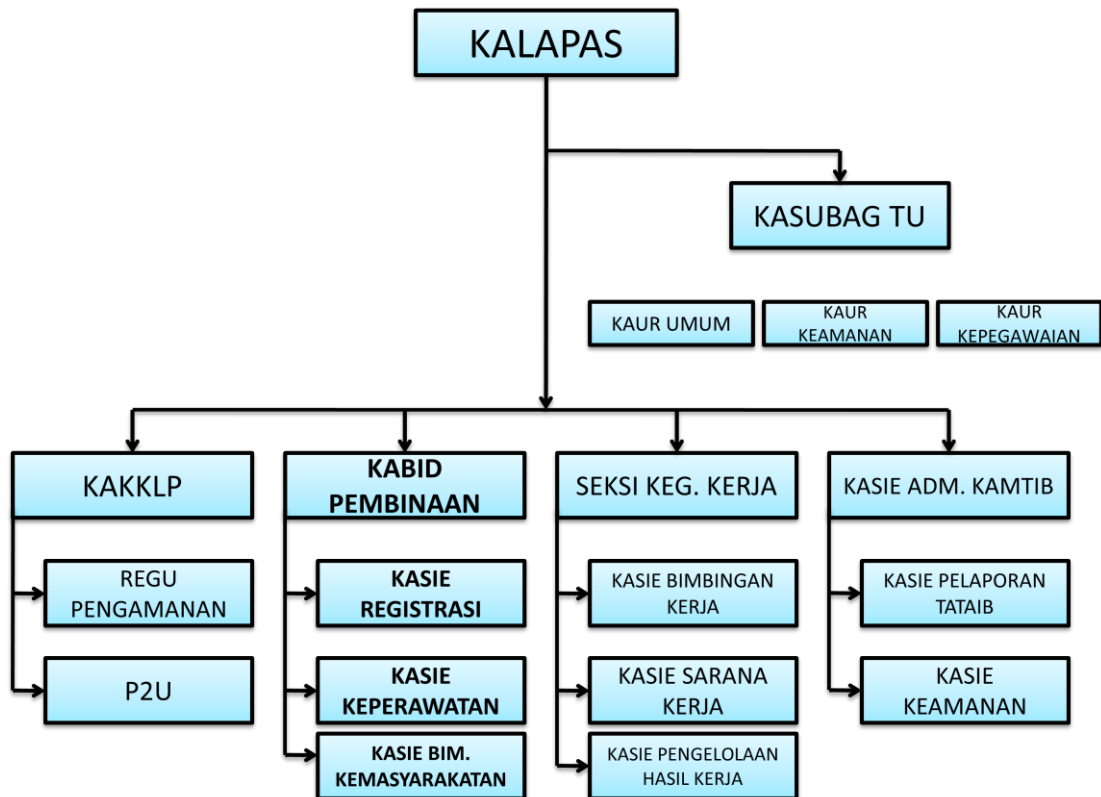 KALAPAS
KASUBAG TU
KAUR UMUM
KAUR
KEAMANAN
KAUR
KEPEGAWAIAN
KAKKLP
KABID
PEMBINAAN
SEKSI KEG. KERJA
KASIE ADM. KAMTIB
REGU
PENGAMANAN
KASIE
REGISTRASI
KASIE BIMBINGAN
KERJA
KASIE PELAPORAN
TATAIB
P2U
KASIE
KEPERAWATAN
KASIE SARANA
KERJA
KASIE
KEAMANAN
KASIE BIM.
KEMASYARAKATAN
KASIE PENGELOLAAN
HASIL KERJA